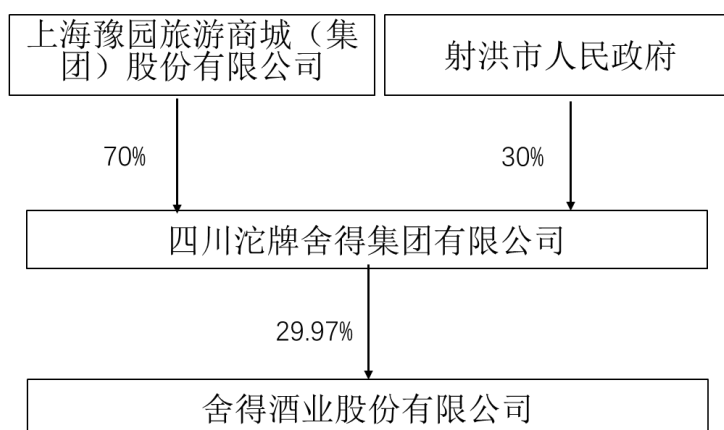 上海豫园旅游商城（集
团）股份有限公司
射洪市人民政府
70%
30%
四川沱牌舍得集团有限公司
29.97%
舍得酒业股份有限公司